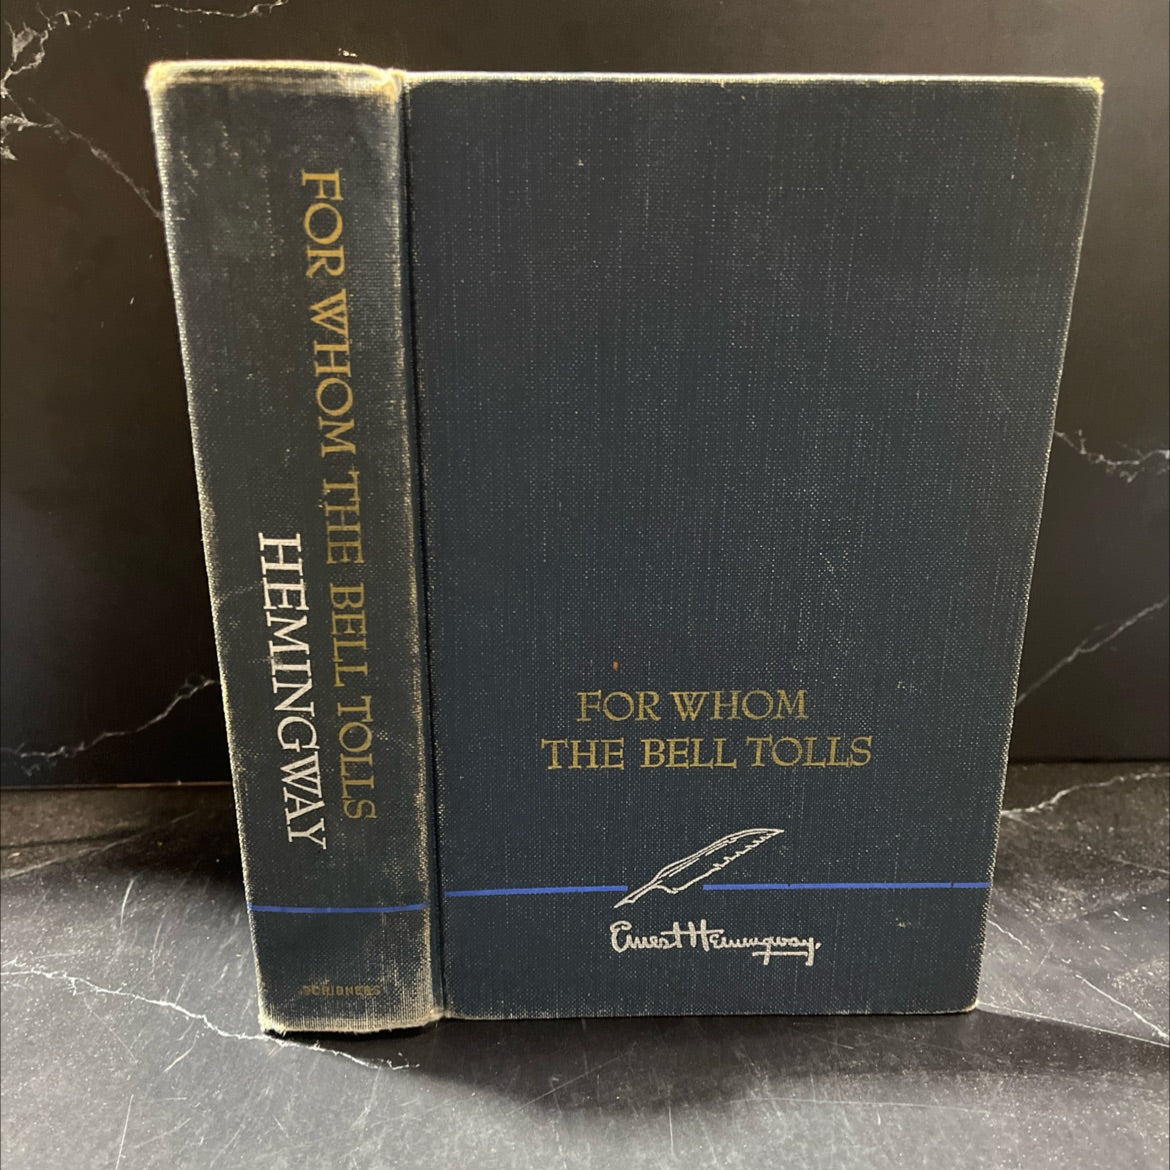 FOR WHOM THE BELL TOLLS
HEMINGWAY
SCRIBNERS
FOR WHOM
THE BELL TOLLS
Ernest Hemingway.